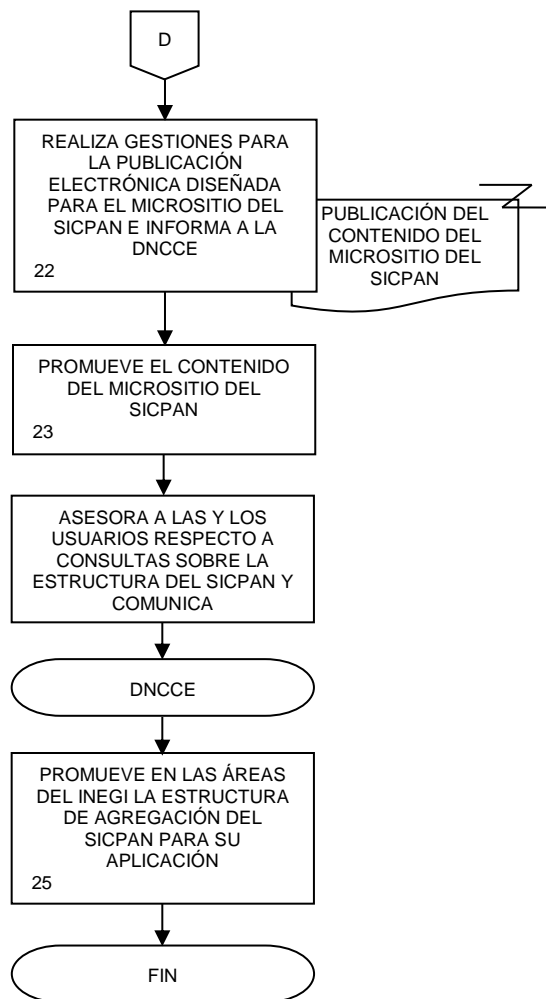 D
REALIZA GESTIONES PARA
LA PUBLICACIÓN
ELECTRÓNICA DISEÑADA
PARA EL MICROSITIO DEL
SICPAN E INFORMA A LA
DNCCE
22
PUBLICACIÓN DEL
CONTENIDO DEL
MICROSITIO DEL
SICPAN
PROMUEVE EL CONTENIDO
DEL MICROSITIO DEL
SICPAN
23
ASESORA A LAS Y LOS
USUARIOS RESPECTO A
CONSULTAS SOBRE LA
ESTRUCTURA DEL SICPAN Y
COMUNICA
DNCCE
PROMUEVE EN LAS ÁREAS
DEL INEGI LA ESTRUCTURA
DE AGREGACIÓN DEL
SICPAN PARA SU
APLICACIÓN
25
FIN